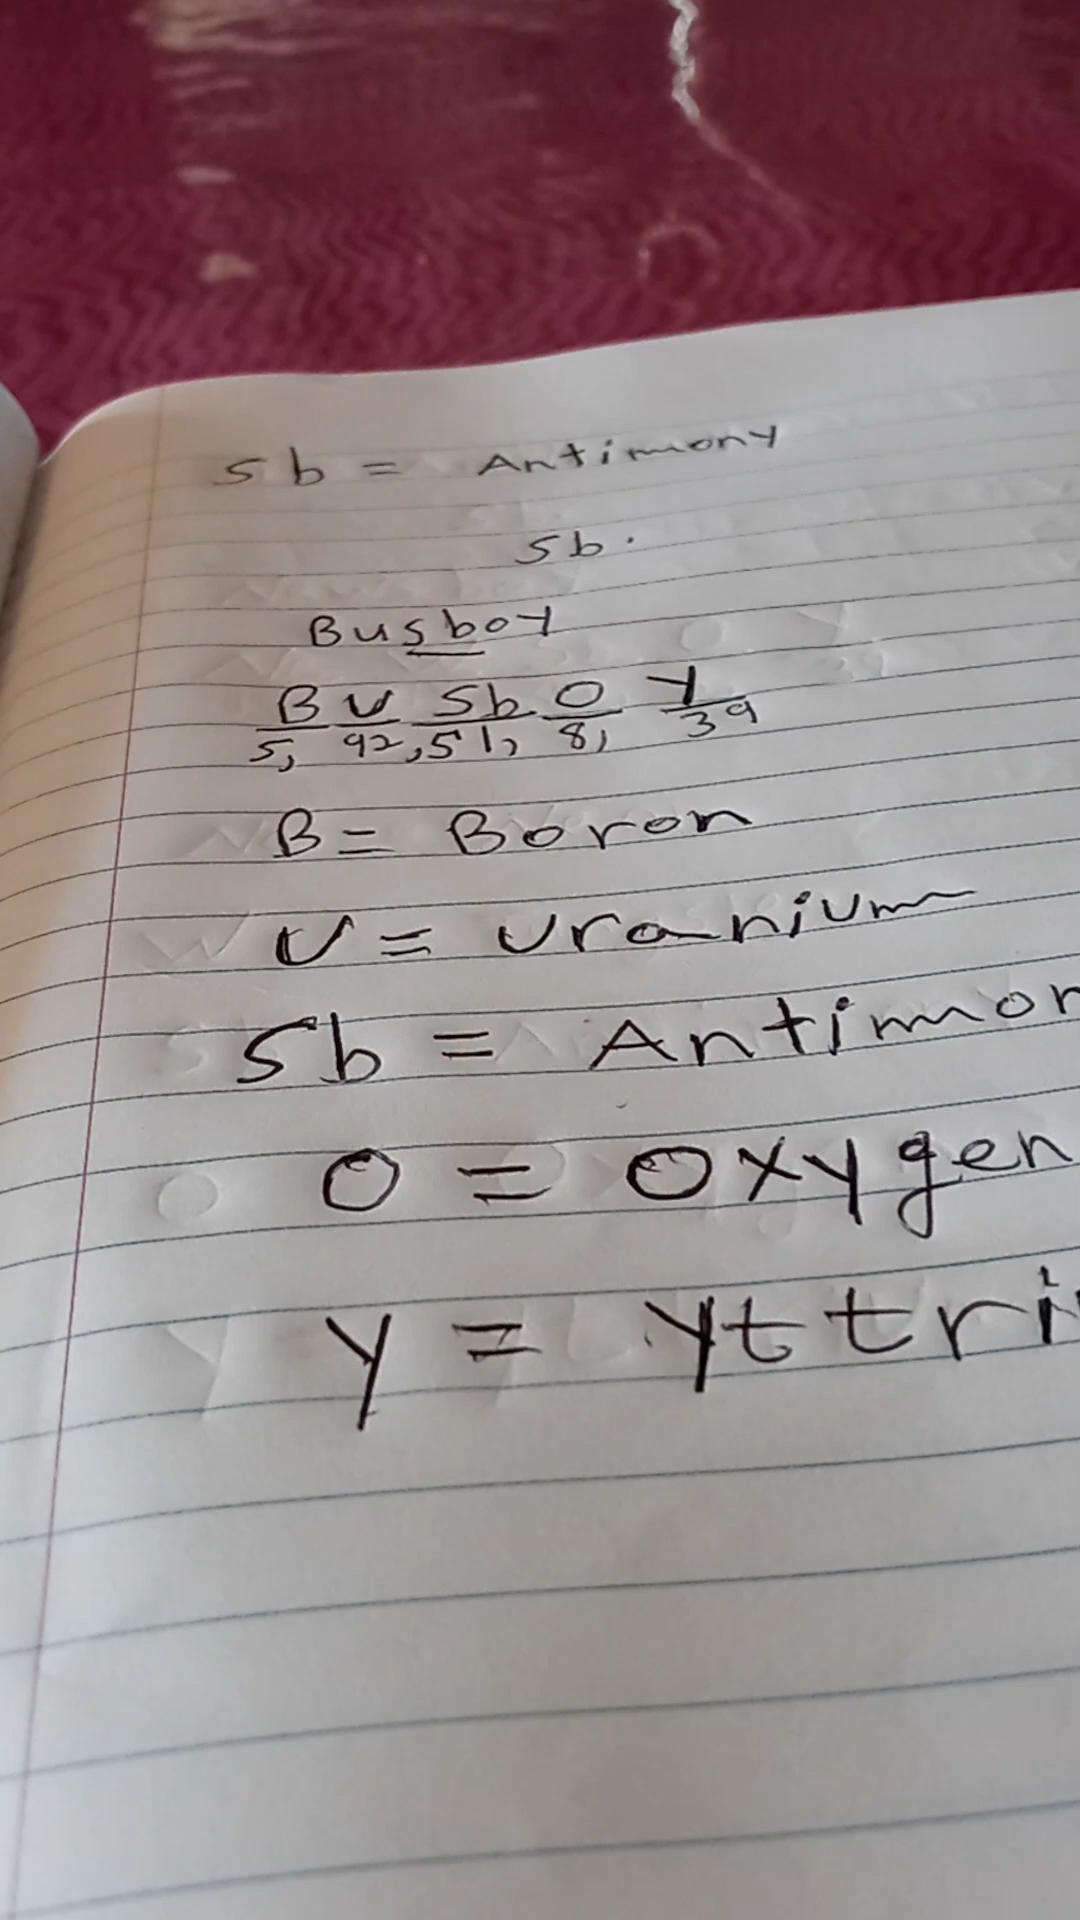 Sb = Antimony
Sb.
Busboy
B U Sb O Y
5, 92, 51, 8, 39
B = Boron
U = Uranium
Sb = Antimon
O = Oxygen
y = yttri